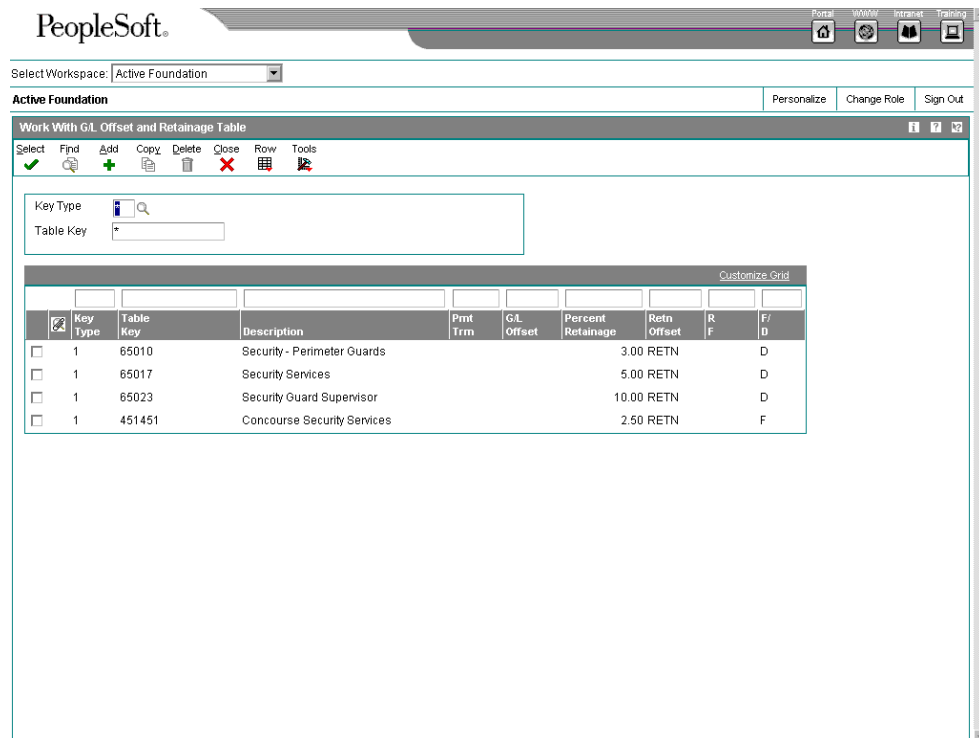 PeopleSoft®
Portal WWW Intranet Training
Select Workspace: Active Foundation
Active Foundation Personalize Change Role Sign Out
Work With G/L Offset and Retainage Table
Select Find Add Copy Delete Close Row Tools
Key Type *
Table Key *
Customize Grid
Key Type Table Key Description Pmt Trm G/L Offset Percent Retainage Retn Offset R F F/ D
1 65010 Security - Perimeter Guards 3.00 RETN D
1 65017 Security Services 5.00 RETN D
1 65023 Security Guard Supervisor 10.00 RETN D
1 451451 Concourse Security Services 2.50 RETN F